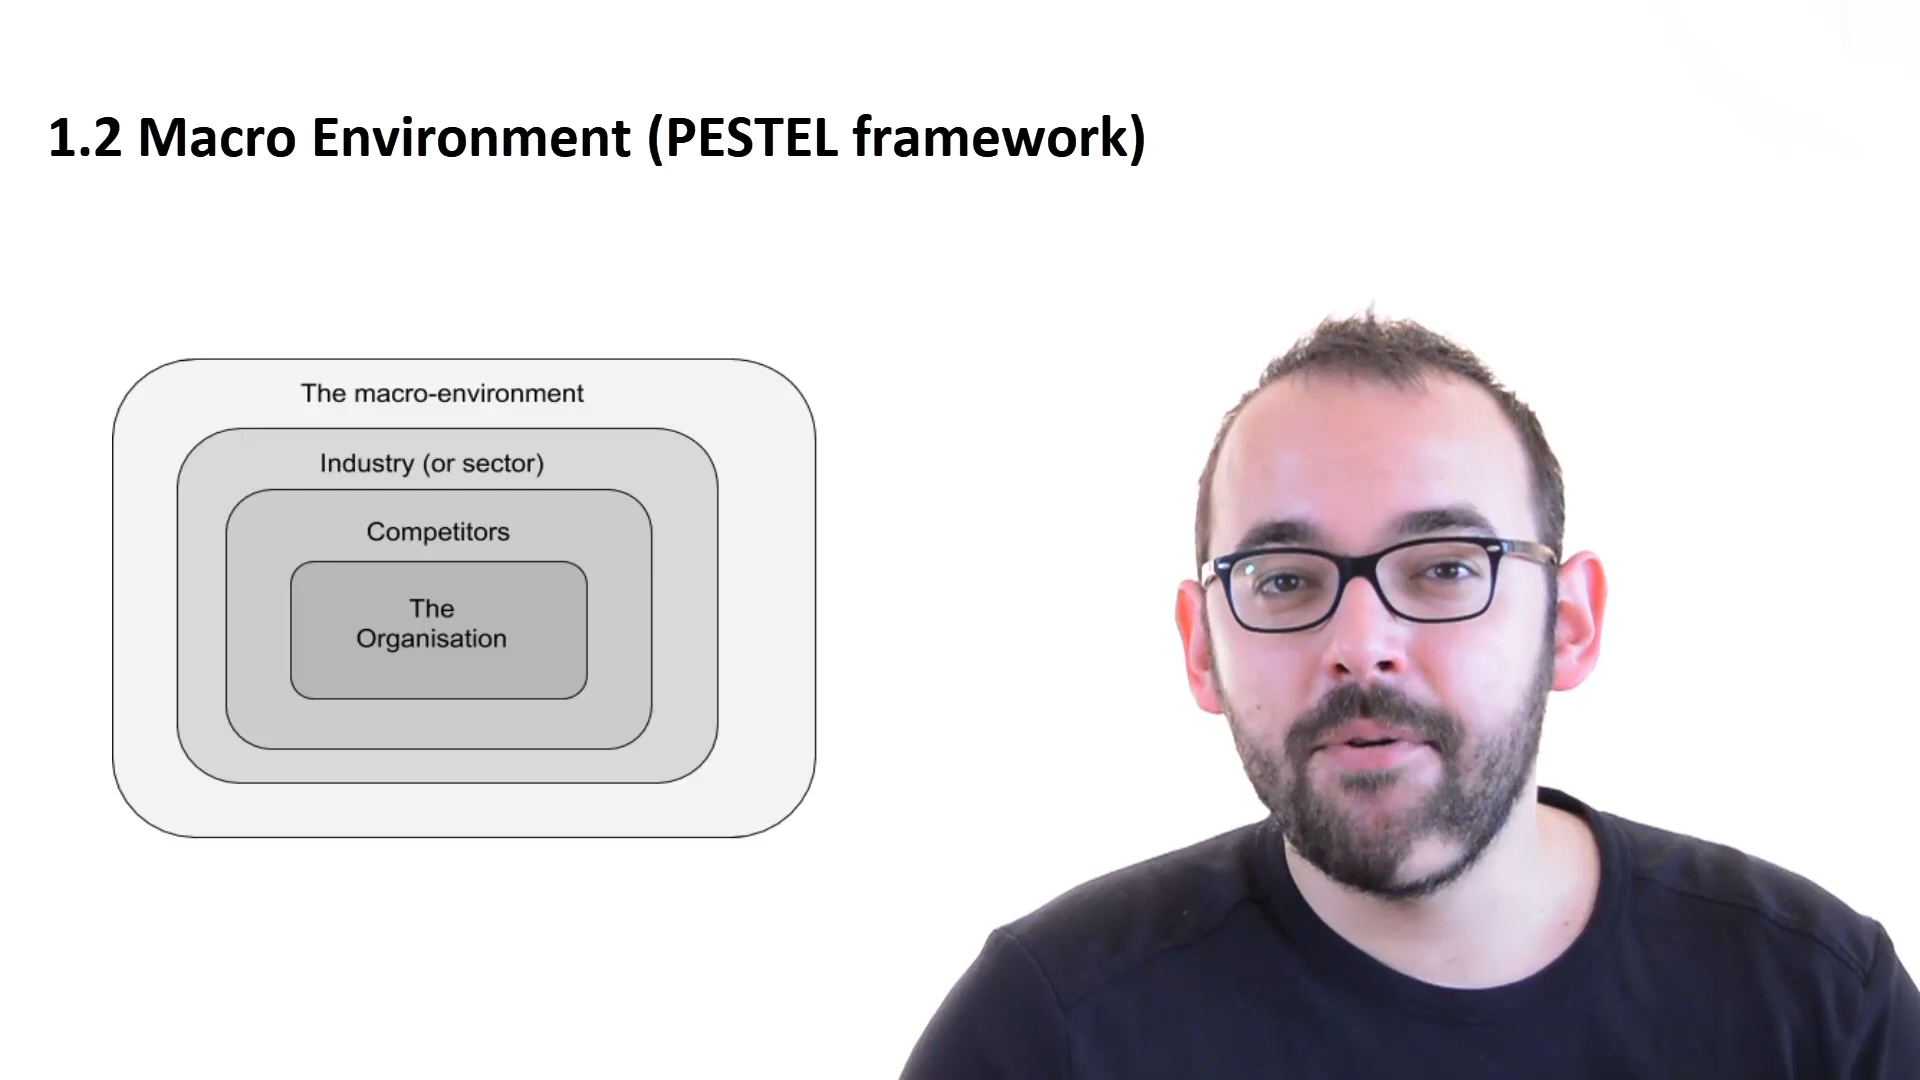 1.2 Macro Environment (PESTEL framework)
The macro-environment
Industry (or sector)
Competitors
The
Organisation